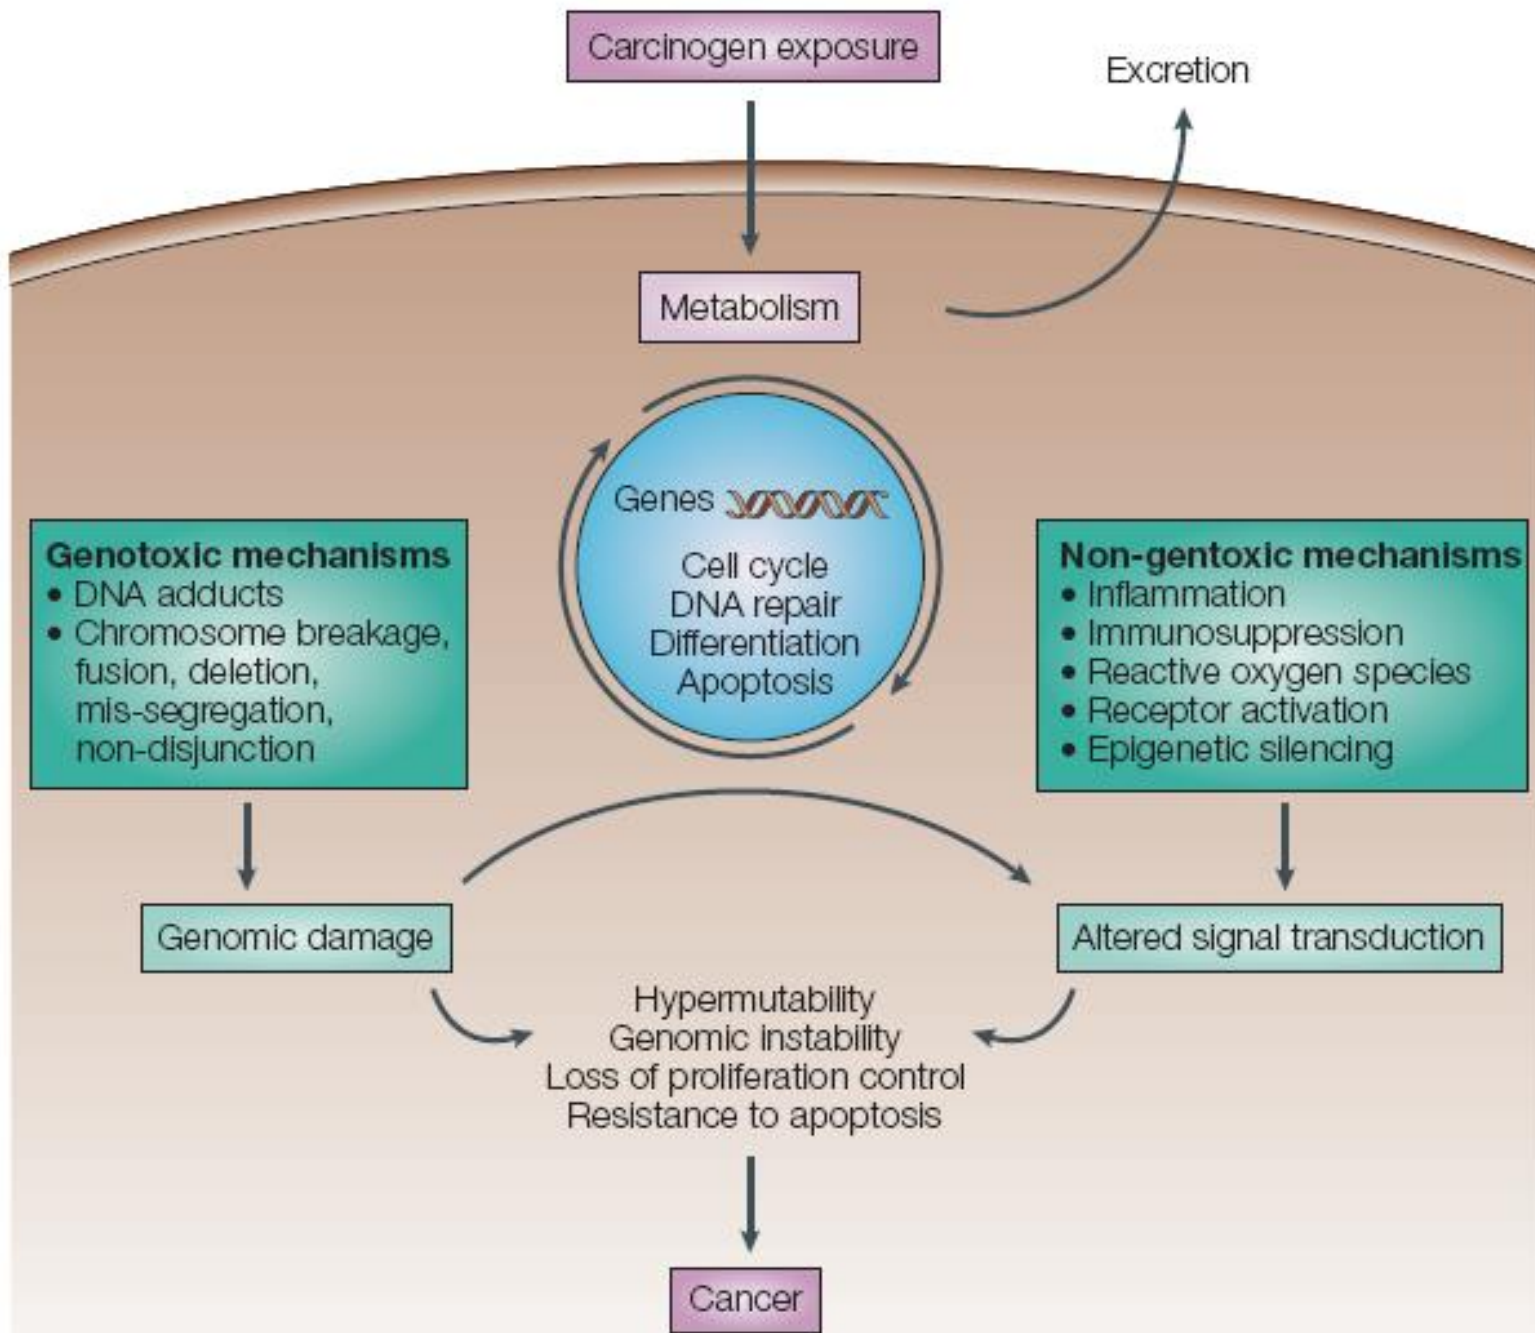 Carcinogen exposure
Excretion
Metabolism
Genes
Cell cycle
DNA repair
Differentiation
Apoptosis
Genotoxic mechanisms
• DNA adducts
• Chromosome breakage,
fusion, deletion,
mis-segregation,
non-disjunction
Non-gentoxic mechanisms
• Inflammation
• Immunosuppression
• Reactive oxygen species
• Receptor activation
• Epigenetic silencing
Genomic damage
Altered signal transduction
Hypermutability
Genomic instability
Loss of proliferation control
Resistance to apoptosis
Cancer